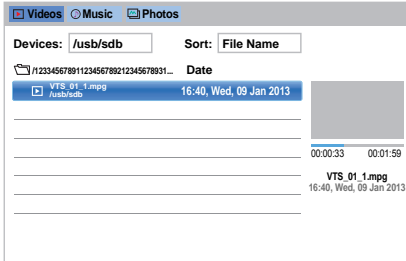 Videos Music Photos
Devices: /usb/sdb Sort: File Name
/12334567891123456789212345678931... Date
VTS_01_1.mpg 16:40, Wed, 09 Jan 2013
/usb/sdb
00:00:33 00:01:59
VTS_01_1.mpg
16:40, Wed, 09 Jan 2013